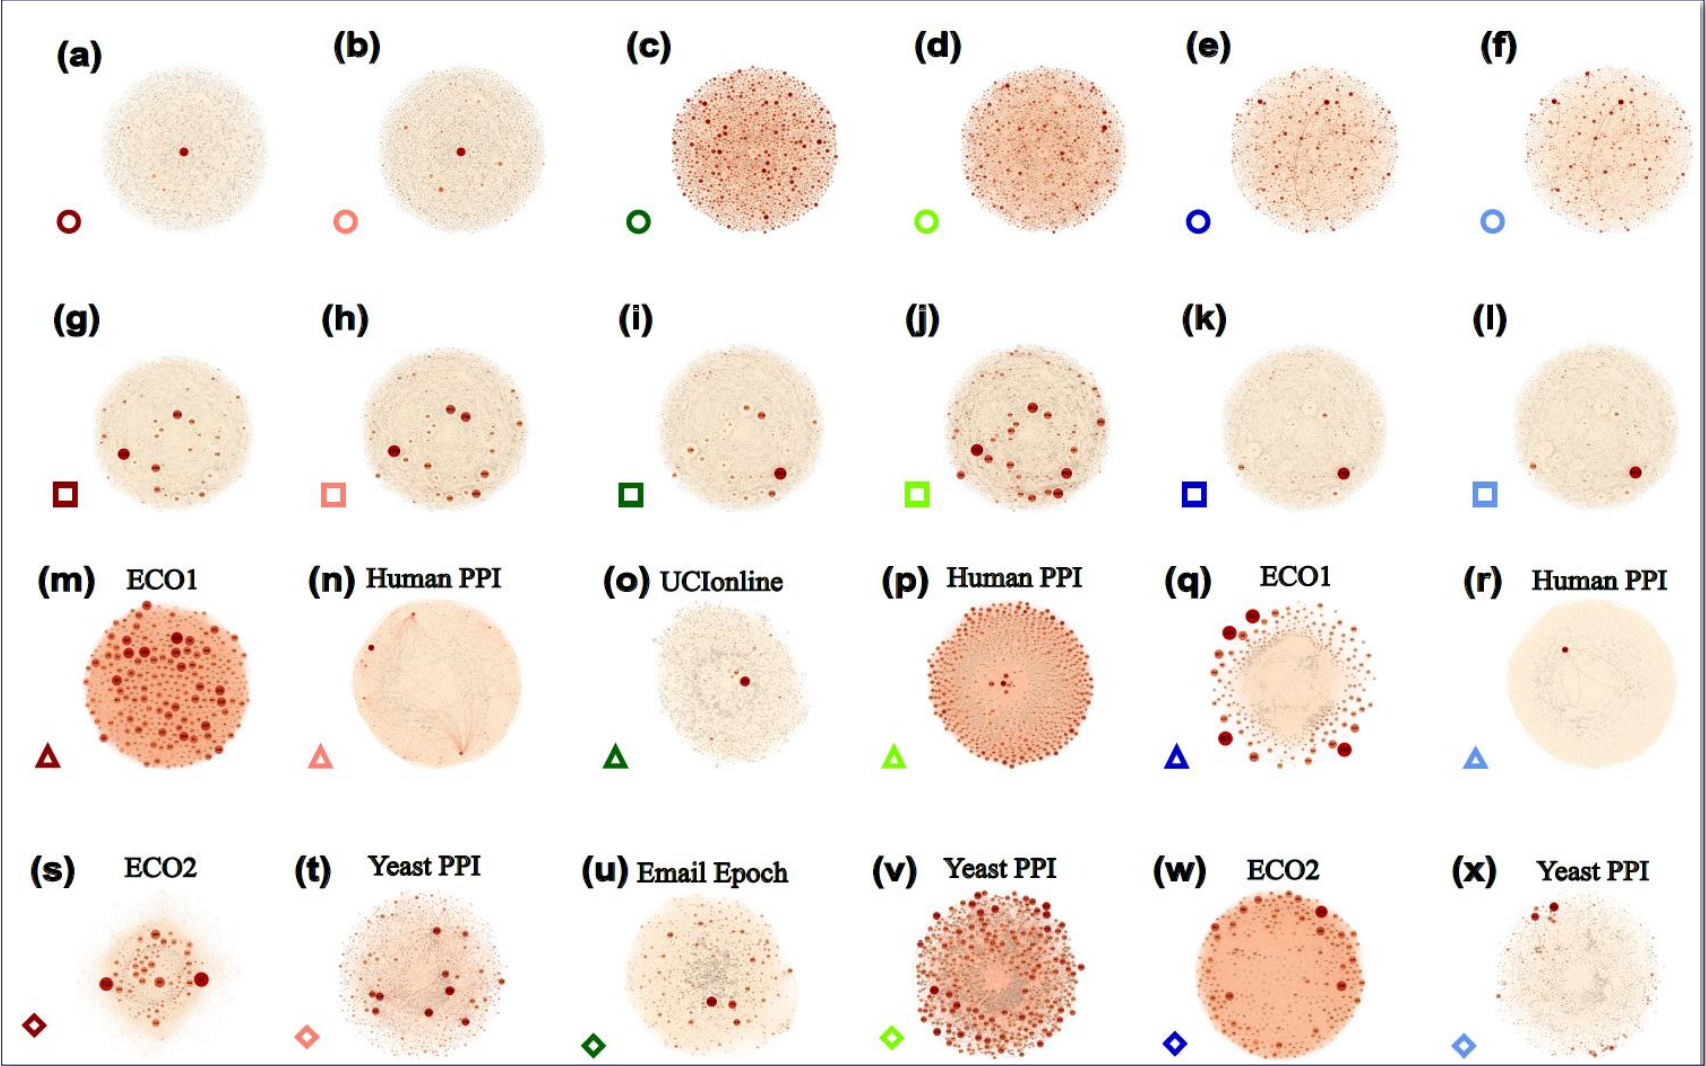 (a) (b) (c) (d) (e) (f)
(g) (h) (i) (j) (k) (l)
(m) ECO1 (n) Human PPI (o) UCIonline (p) Human PPI (q) ECO1 (r) Human PPI
(s) ECO2 (t) Yeast PPI (u) Email Epoch (v) Yeast PPI (w) ECO2 (x) Yeast PPI